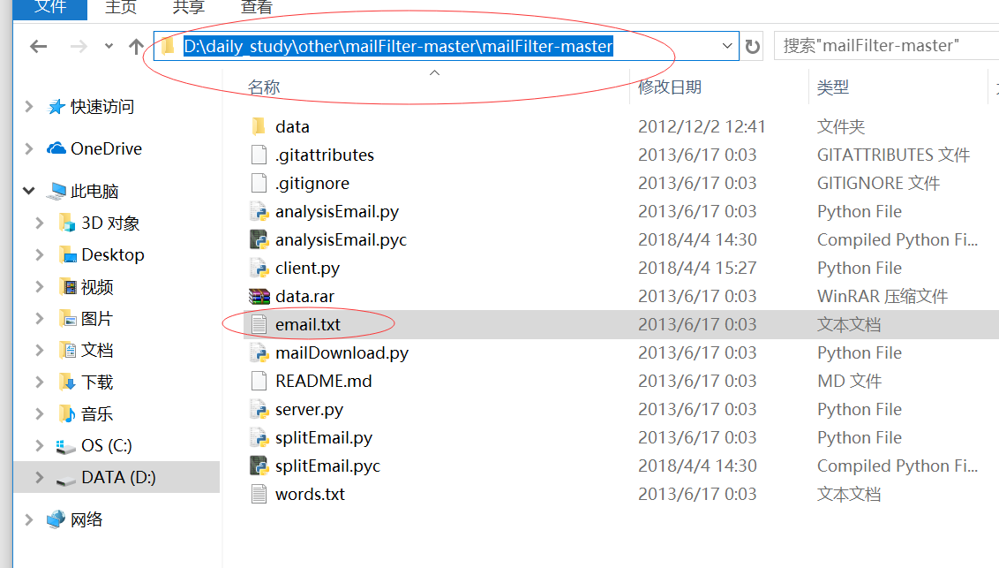 文件 主页 共享 查看
D:\daily_study\other\mailFilter-master\mailFilter-master 搜索"mailFilter-master"
名称 修改日期 类型
快速访问
OneDrive
此电脑
3D 对象
Desktop
视频
图片
文档
下载
音乐
OS (C:)
DATA (D:)
网络
data 2012/12/2 12:41 文件夹
.gitattributes 2013/6/17 0:03 GITATTRIBUTES 文件
.gitignore 2013/6/17 0:03 GITIGNORE 文件
analysisEmail.py 2013/6/17 0:03 Python File
analysisEmail.pyc 2018/4/4 14:30 Compiled Python Fi...
client.py 2018/4/4 15:27 Python File
data.rar 2013/6/17 0:03 WinRAR 压缩文件
email.txt 2013/6/17 0:03 文本文档
mailDownload.py 2013/6/17 0:03 Python File
README.md 2013/6/17 0:03 MD 文件
server.py 2013/6/17 0:03 Python File
splitEmail.py 2013/6/17 0:03 Python File
splitEmail.pyc 2018/4/4 14:30 Compiled Python Fi...
words.txt 2013/6/17 0:03 文本文档